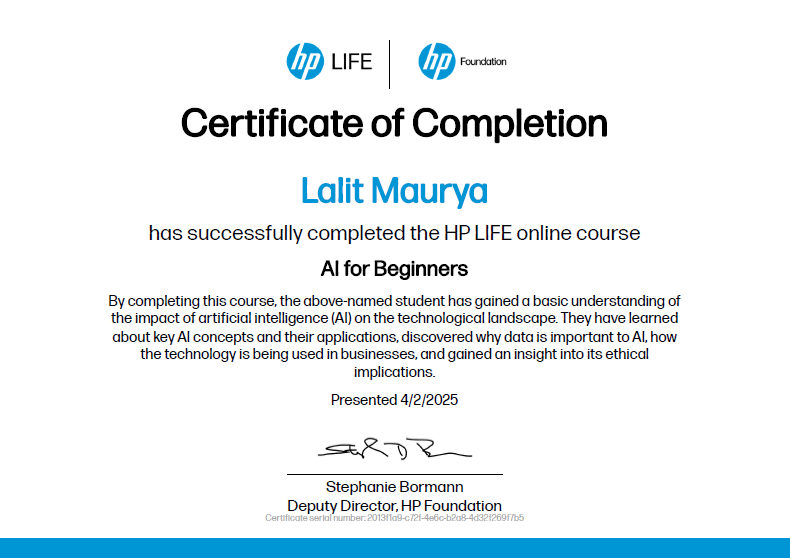 hp LIFE hp Foundation
Certificate of Completion
Lalit Maurya
has successfully completed the HP LIFE online course
AI for Beginners
By completing this course, the above-named student has gained a basic understanding of
the impact of artificial intelligence (AI) on the technological landscape. They have learned
about key AI concepts and their applications, discovered why data is important to AI, how
the technology is being used in businesses, and gained an insight into its ethical
implications.
Presented 4/2/2025
Stephanie Bormann
Deputy Director, HP Foundation
Certificate serial number: 2013f1a9-c72f-4e6c-b2a8-4d32f269f7b5